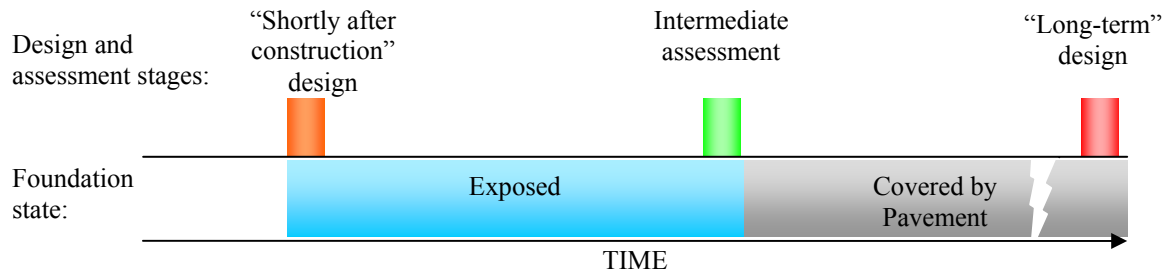 Design and
assessment stages:
“Shortly after
construction”
design
Intermediate
assessment
“Long-term”
design
Foundation
state:
Exposed
Covered by
Pavement
TIME